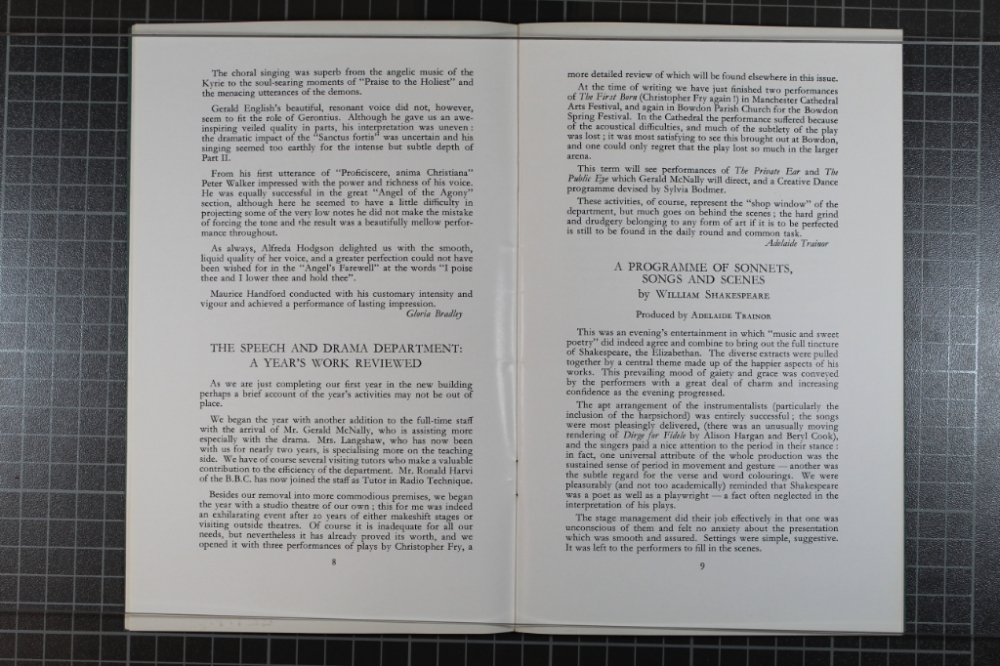 The choral singing was superb from the angelic music of the
Kyrie to the soul-searing moments of "Praise to the Holiest" and
the menacing utterances of the demons.
Gerald English's beautiful, resonant voice did not, however,
seem to fit the role of Gerontius. Although he gave us an awe-
inspiring veiled quality in parts, his interpretation was uneven :
the dramatic impact of the "Sanctus fortis" was uncertain and his
singing seemed too earthly for the intense but subtle depth of
Part II.
From his first utterance of "Proficiscere, anima Christiana"
Peter Walker impressed with the power and richness of his voice.
He was equally successful in the great "Angel of the Agony"
section, although here he seemed to have a little difficulty in
projecting some of the very low notes he did not make the mistake
of forcing the tone and the result was a beautifully mellow perfor-
mance throughout.
As always, Alfreda Hodgson delighted us with the smooth,
liquid quality of her voice, and a greater perfection could not have
been wished for in the "Angel's Farewell" at the words "I poise
thee and I lower thee and hold thee".
Maurice Handford conducted with his customary intensity and
vigour and achieved a performance of lasting impression.
Gloria Bradley
THE SPEECH AND DRAMA DEPARTMENT:
A YEAR'S WORK REVIEWED
As we are just completing our first year in the new building
perhaps a brief account of the year's activities may not be out of
place.
We began the year with another addition to the full-time staff
with the arrival of Mr. Gerald McNally, who is assisting more
especially with the drama. Mrs. Langshaw, who has now been
with us for nearly two years, is specialising more on the teaching
side. We have of course several visiting tutors who make a valuable
contribution to the efficiency of the department. Mr. Ronald Harvi
of the B.B.C. has now joined the staff as Tutor in Radio Technique.
Besides our removal into more commodious premises, we began
the year with a studio theatre of our own ; this for me was indeed
an exhilarating event after 20 years of either makeshift stages or
visiting outside theatres. Of course it is inadequate for all our
needs, but nevertheless it has already proved its worth, and we
opened it with three performances of plays by Christopher Fry, a
8
more detailed review of which will be found elsewhere in this issue.
At the time of writing we have just finished two performances
of The First Born (Christopher Fry again !) in Manchester Cathedral
Arts Festival, and again in Bowdon Parish Church for the Bowdon
Spring Festival. In the Cathedral the performance suffered because
of the acoustical difficulties, and much of the subtlety of the play
was lost ; it was most satisfying to see this brought out at Bowdon,
and one could only regret that the play lost so much in the larger
arena.
This term will see performances of The Private Ear and The
Public Eye which Gerald McNally will direct, and a Creative Dance
programme devised by Sylvia Bodmer.
These activities, of course, represent the "shop window" of the
department, but much goes on behind the scenes ; the hard grind
and drudgery belonging to any form of art if it is to be perfected
is still to be found in the daily round and common task.
Adelaide Trainor
A PROGRAMME OF SONNETS,
SONGS AND SCENES
by WILLIAM SHAKESPEARE
Produced by ADELAIDE TRAINOR
This was an evening's entertainment in which "music and sweet
poetry" did indeed agree and combine to bring out the full tincture
of Shakespeare, the Elizabethan. The diverse extracts were pulled
together by a central theme made up of the happier aspects of his
works. This prevailing mood of gaiety and grace was conveyed
by the performers with a great deal of charm and increasing
confidence as the evening progressed.
The apt arrangement of the instrumentalists (particularly the
inclusion of the harpsichord) was entirely successful ; the songs
were most pleasingly delivered, (there was an unusually moving
rendering of Dirge for Fidele by Alison Hargan and Beryl Cook),
and the singers paid a nice attention to the period in their stance :
in fact, one universal attribute of the whole production was the
sustained sense of period in movement and gesture — another was
the subtle regard for the verse and word colourings. We were
pleasurably (and not too academically) reminded that Shakespeare
was a poet as well as a playwright — a fact often neglected in the
interpretation of his plays.
The stage management did their job effectively in that one was
unconscious of them and felt no anxiety about the presentation
which was smooth and assured. Settings were simple, suggestive.
It was left to the performers to fill in the scenes.
9